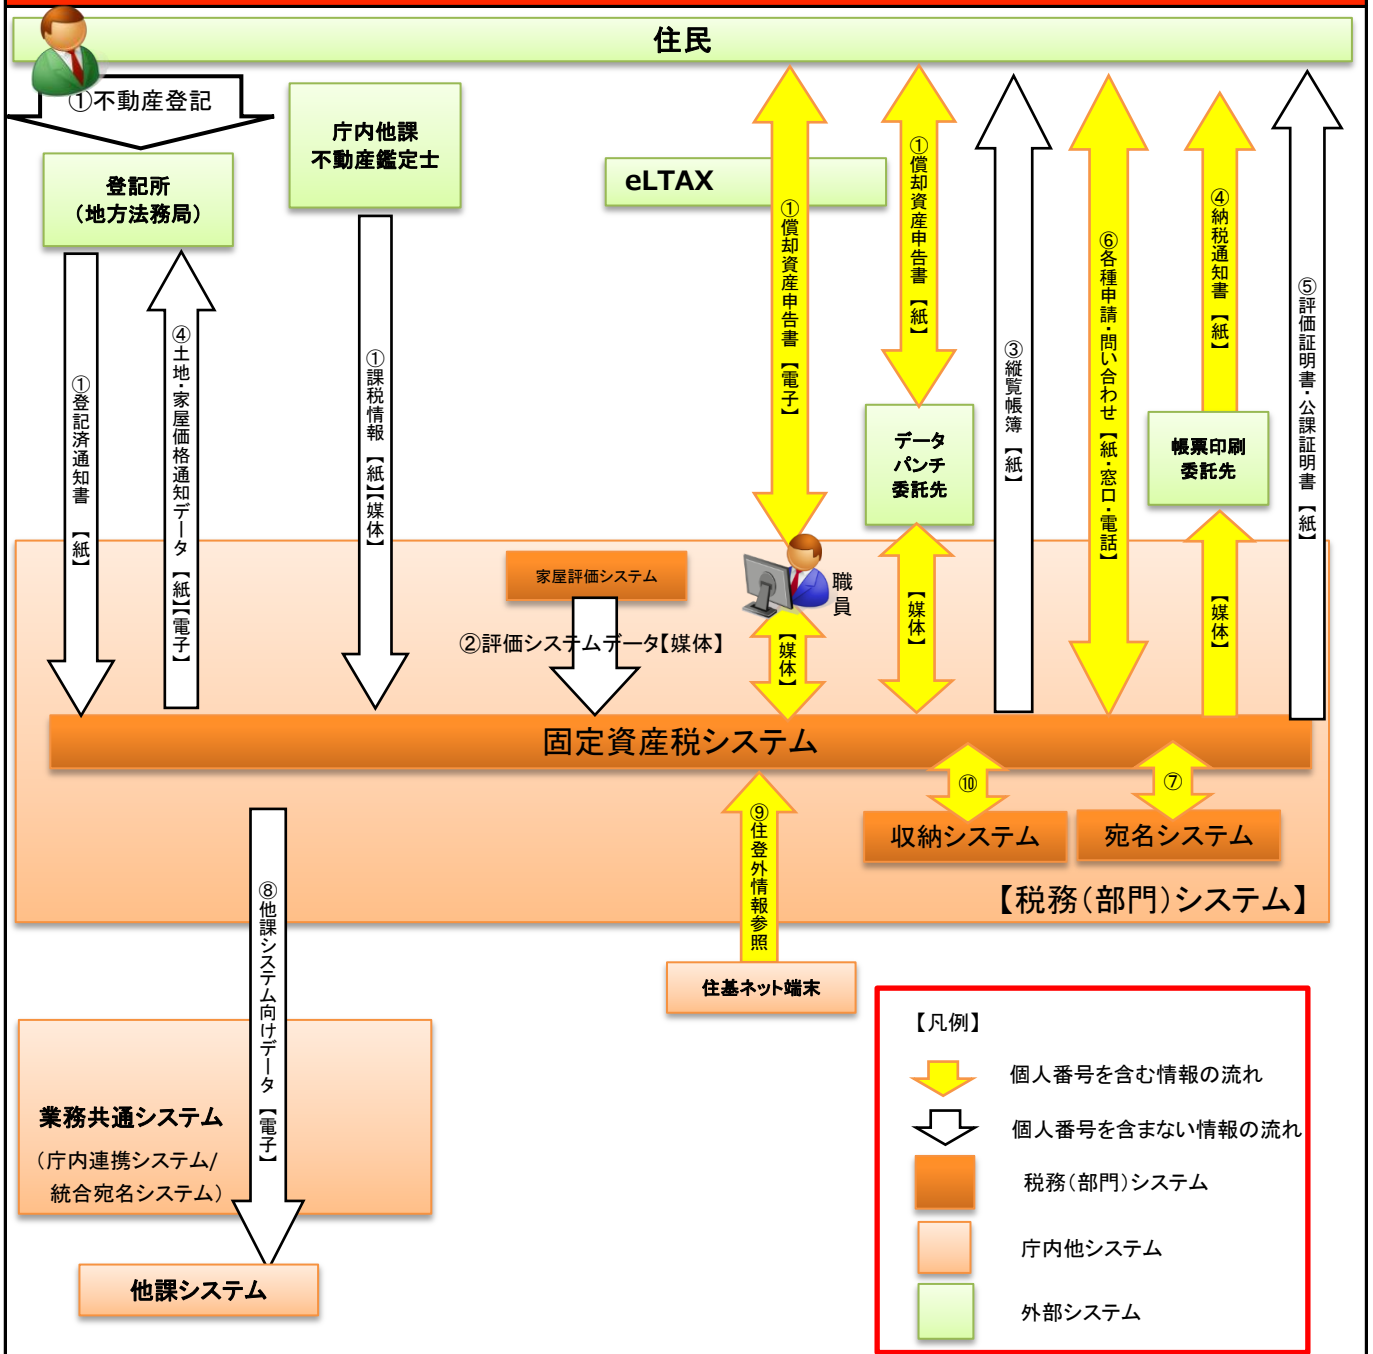 住民
①不動産登記
登記所
（地方法務局）
庁内他課
不動産鑑定士
eLTAX
①登記済通知書 【紙】
④土地・家屋価格通知データ 【紙】【電子】
①課税情報 【紙】【媒体】
①償却資産申告書 【電子】
①償却資産申告書 【紙】
③縦覧帳簿 【紙】
⑥各種申請・問い合わせ【紙・窓口・電話】
④納税通知書 【紙】
⑤評価証明書・公課証明書 【紙】
データ
パンチ
委託先
帳票印刷
委託先
家屋評価システム
②評価システムデータ【媒体】
職員
【媒体】
【媒体】
【媒体】
固定資産税システム
⑩
⑦
収納システム
宛名システム
⑨住登外情報参照
【税務（部門）システム】
住基ネット端末
⑧他課システム向けデータ 【電子】
業務共通システム
（庁内連携システム/
統合宛名システム）
他課システム
【凡例】
個人番号を含む情報の流れ
個人番号を含まない情報の流れ
税務（部門）システム
庁内他システム
外部システム